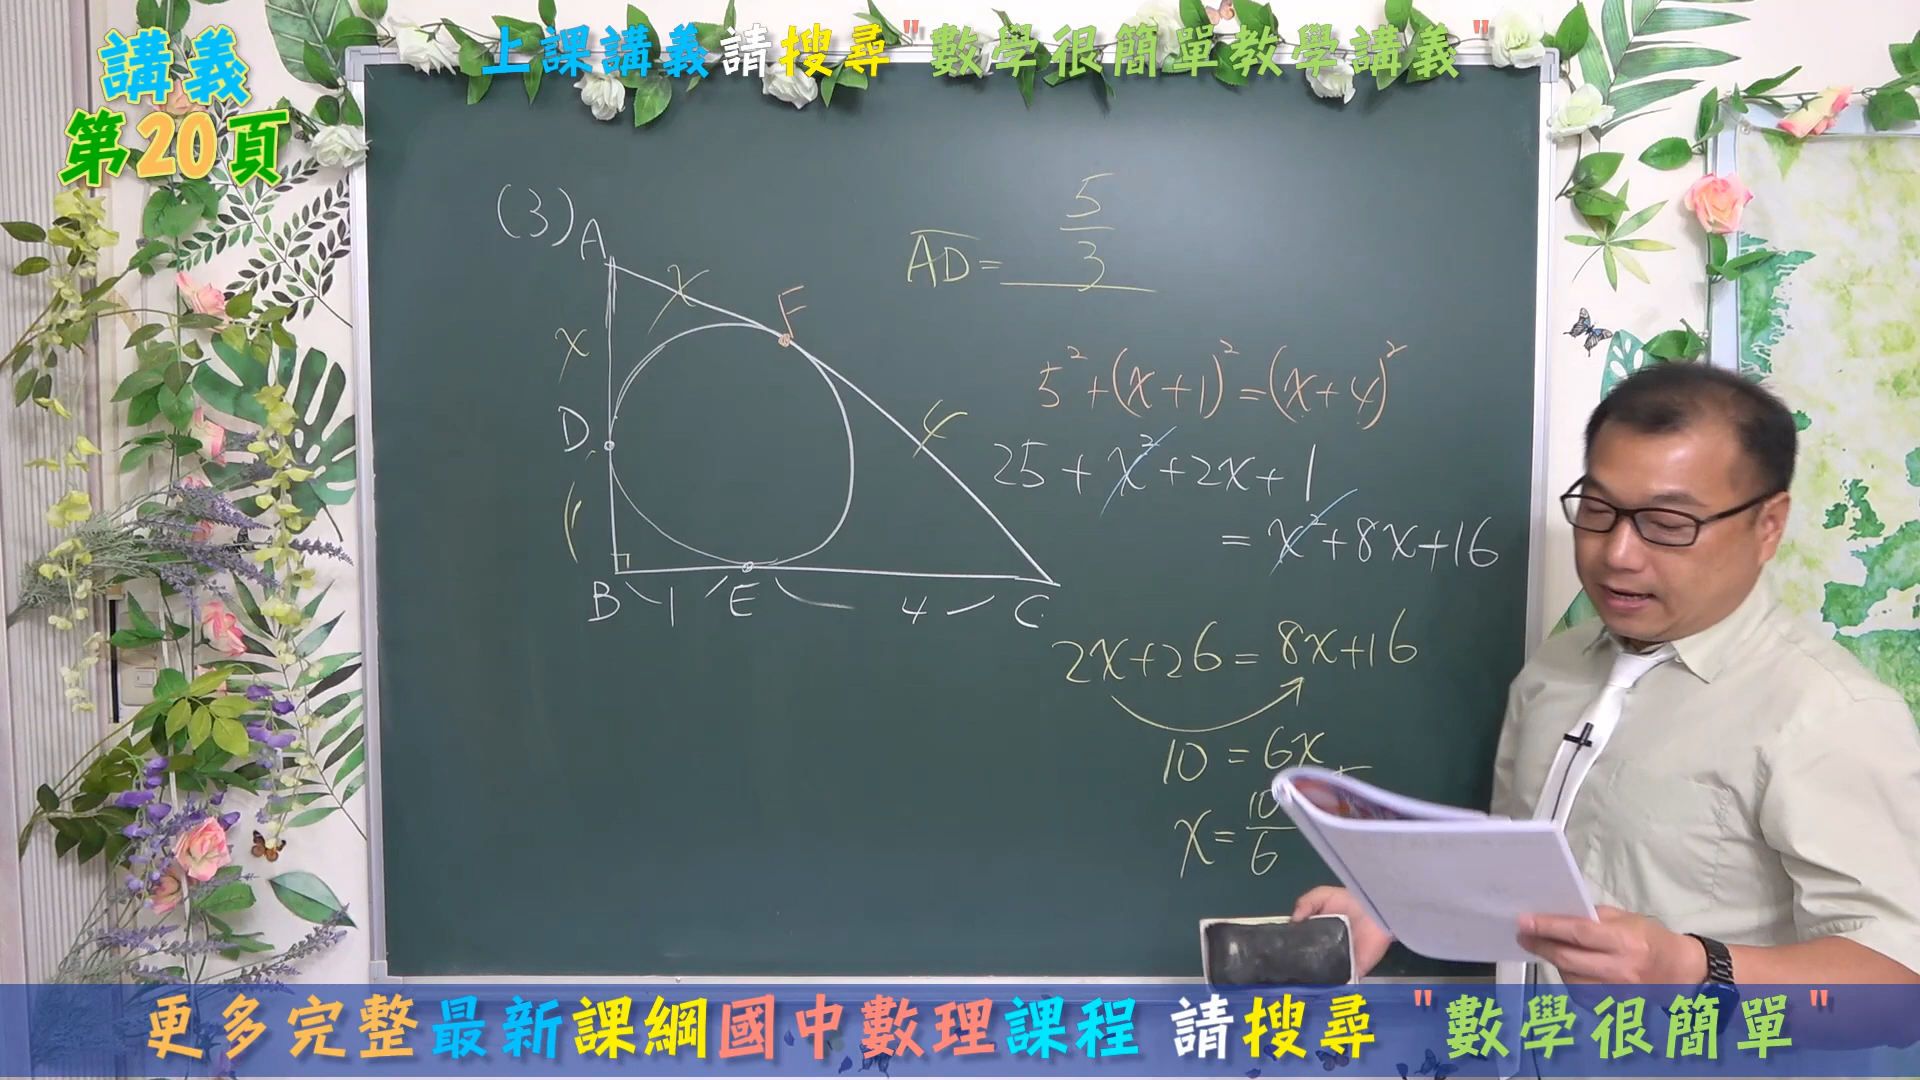 上課講義請搜尋"數學很簡單教學講義"
講義
第20頁
(3)
A
x
F
x
D
4
1
B 1 E 4 C
AD = 5/3
5²+(x+1)²=(x+4)²
25+x²+2x+1
=x²+8x+16
2x+26=8x+16
10=6x
x=10/6
更多完整最新課綱國中數理課程 請搜尋 "數學很簡單"